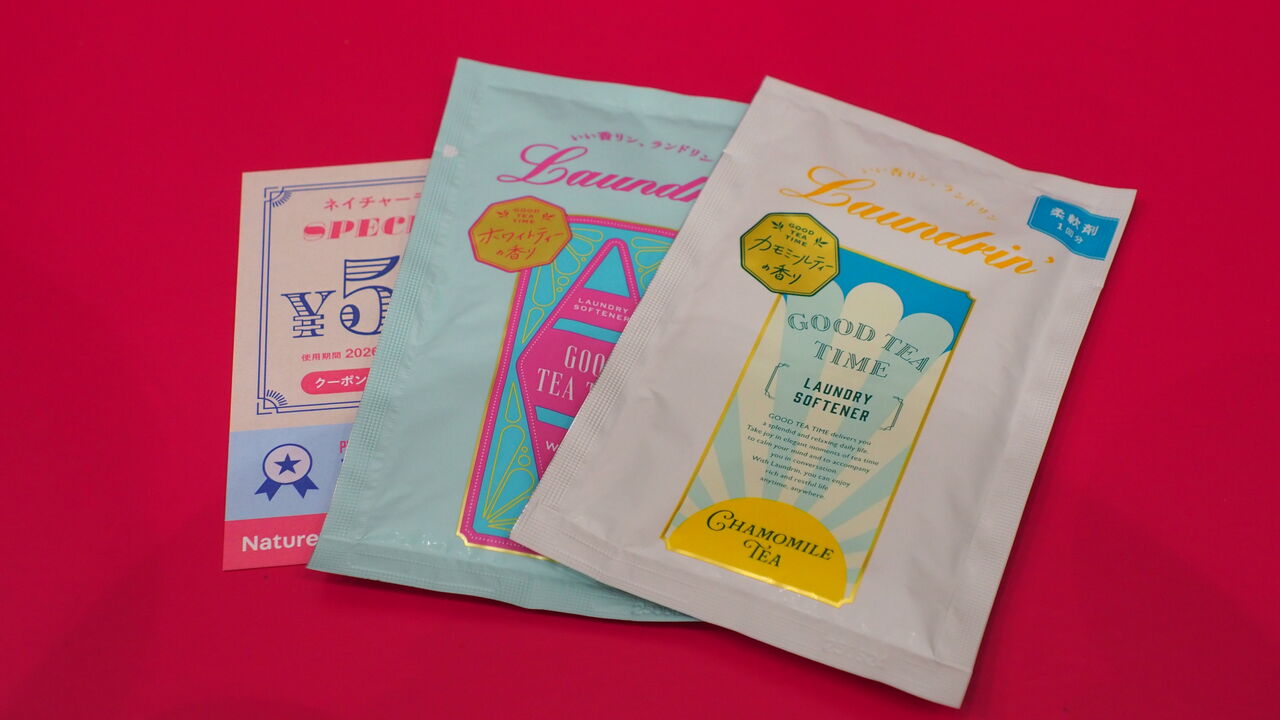 ネイチャー
SPEC
¥5
使用期間 2026
クーポン
Nature
いい香リン、ランドリン
Laundr
GOOD
TEA
TIME
ホワイトティー
の香り
LAUNDRY
SOFTENER
GOO
TEA T
W
いい香リン、ランドリン
Laundrin'
柔軟剤
1回分
GOOD
TEA
TIME
カモミールティー
の香り
GOOD TEA
TIME
LAUNDRY
SOFTENER
GOOD TEA TIME delivers you
a splendid and relaxing daily life.
Take joy in elegant moments of tea time
to calm your mind and to accompany
you in conversation.
With Laundrin, you can enjoy
rich and restful life
anytime, anywhere.
CHAMOMILE
TEA